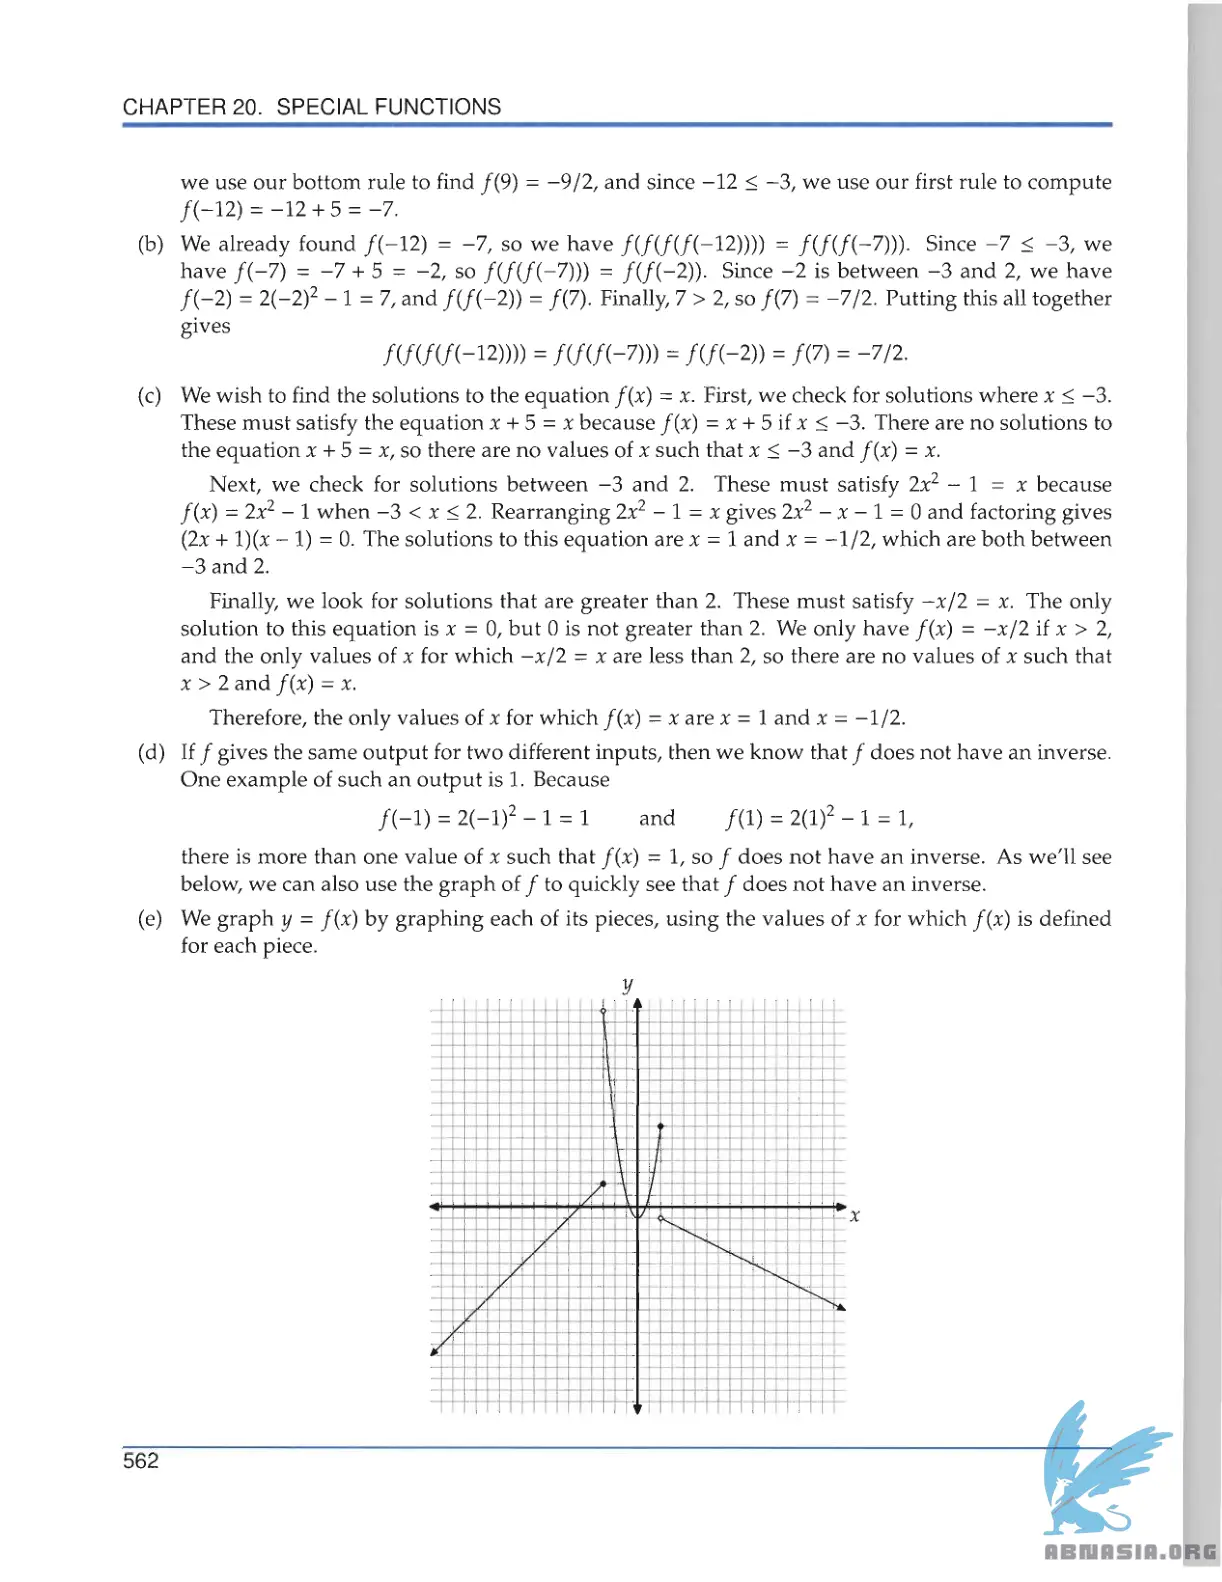 CHAPTER 20. SPECIAL FUNCTIONS
we use our bottom rule to find f(9) = −9/2, and since −12 ≤ −3, we use our first rule to compute
f(−12) = −12 + 5 = −7.
(b) We already found f(−12) = −7, so we have f(f(f(f(−12)))) = f(f(f(−7))). Since −7 ≤ −3, we
have f(−7) = −7 + 5 = −2, so f(f(f(−7))) = f(f(−2)). Since −2 is between −3 and 2, we have
f(−2) = 2(−2)² − 1 = 7, and f(f(−2)) = f(7). Finally, 7 > 2, so f(7) = −7/2. Putting this all together
gives
f(f(f(f(−12)))) = f(f(f(−7))) = f(f(−2)) = f(7) = −7/2.
(c) We wish to find the solutions to the equation f(x) = x. First, we check for solutions where x ≤ −3.
These must satisfy the equation x + 5 = x because f(x) = x + 5 if x ≤ −3. There are no solutions to
the equation x + 5 = x, so there are no values of x such that x ≤ −3 and f(x) = x.
Next, we check for solutions between −3 and 2. These must satisfy 2x² − 1 = x because
f(x) = 2x² − 1 when −3 < x ≤ 2. Rearranging 2x² − 1 = x gives 2x² − x − 1 = 0 and factoring gives
(2x + 1)(x − 1) = 0. The solutions to this equation are x = 1 and x = −1/2, which are both between
−3 and 2.
Finally, we look for solutions that are greater than 2. These must satisfy −x/2 = x. The only
solution to this equation is x = 0, but 0 is not greater than 2. We only have f(x) = −x/2 if x > 2,
and the only values of x for which −x/2 = x are less than 2, so there are no values of x such that
x > 2 and f(x) = x.
Therefore, the only values of x for which f(x) = x are x = 1 and x = −1/2.
(d) If f gives the same output for two different inputs, then we know that f does not have an inverse.
One example of such an output is 1. Because
f(−1) = 2(−1)² − 1 = 1 and f(1) = 2(1)² − 1 = 1,
there is more than one value of x such that f(x) = 1, so f does not have an inverse. As we'll see
below, we can also use the graph of f to quickly see that f does not have an inverse.
(e) We graph y = f(x) by graphing each of its pieces, using the values of x for which f(x) is defined
for each piece.
y
x
562
ABNASIA.ORG